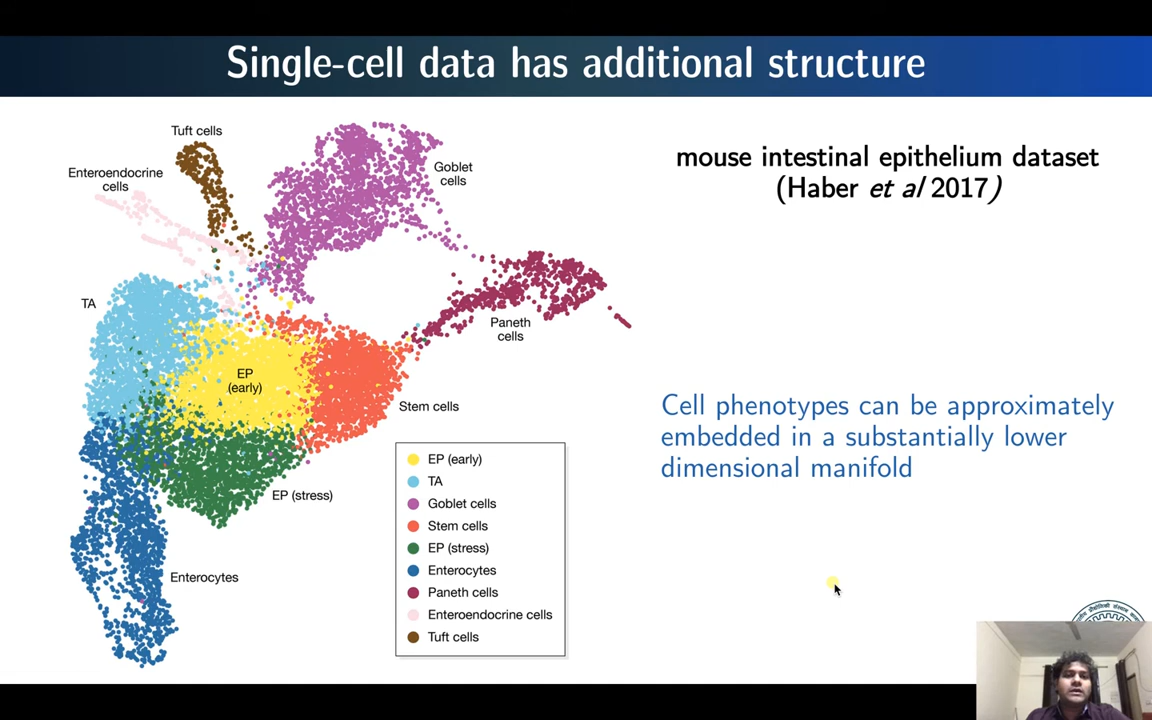 Single-cell data has additional structure
Tuft cells
Enteroendocrine
cells
Goblet
cells
TA
Paneth
cells
EP
(early)
Stem cells
EP (stress)
Enterocytes
EP (early)
TA
Goblet cells
Stem cells
EP (stress)
Enterocytes
Paneth cells
Enteroendocrine cells
Tuft cells
mouse intestinal epithelium dataset
(Haber et al 2017)
Cell phenotypes can be approximately
embedded in a substantially lower
dimensional manifold